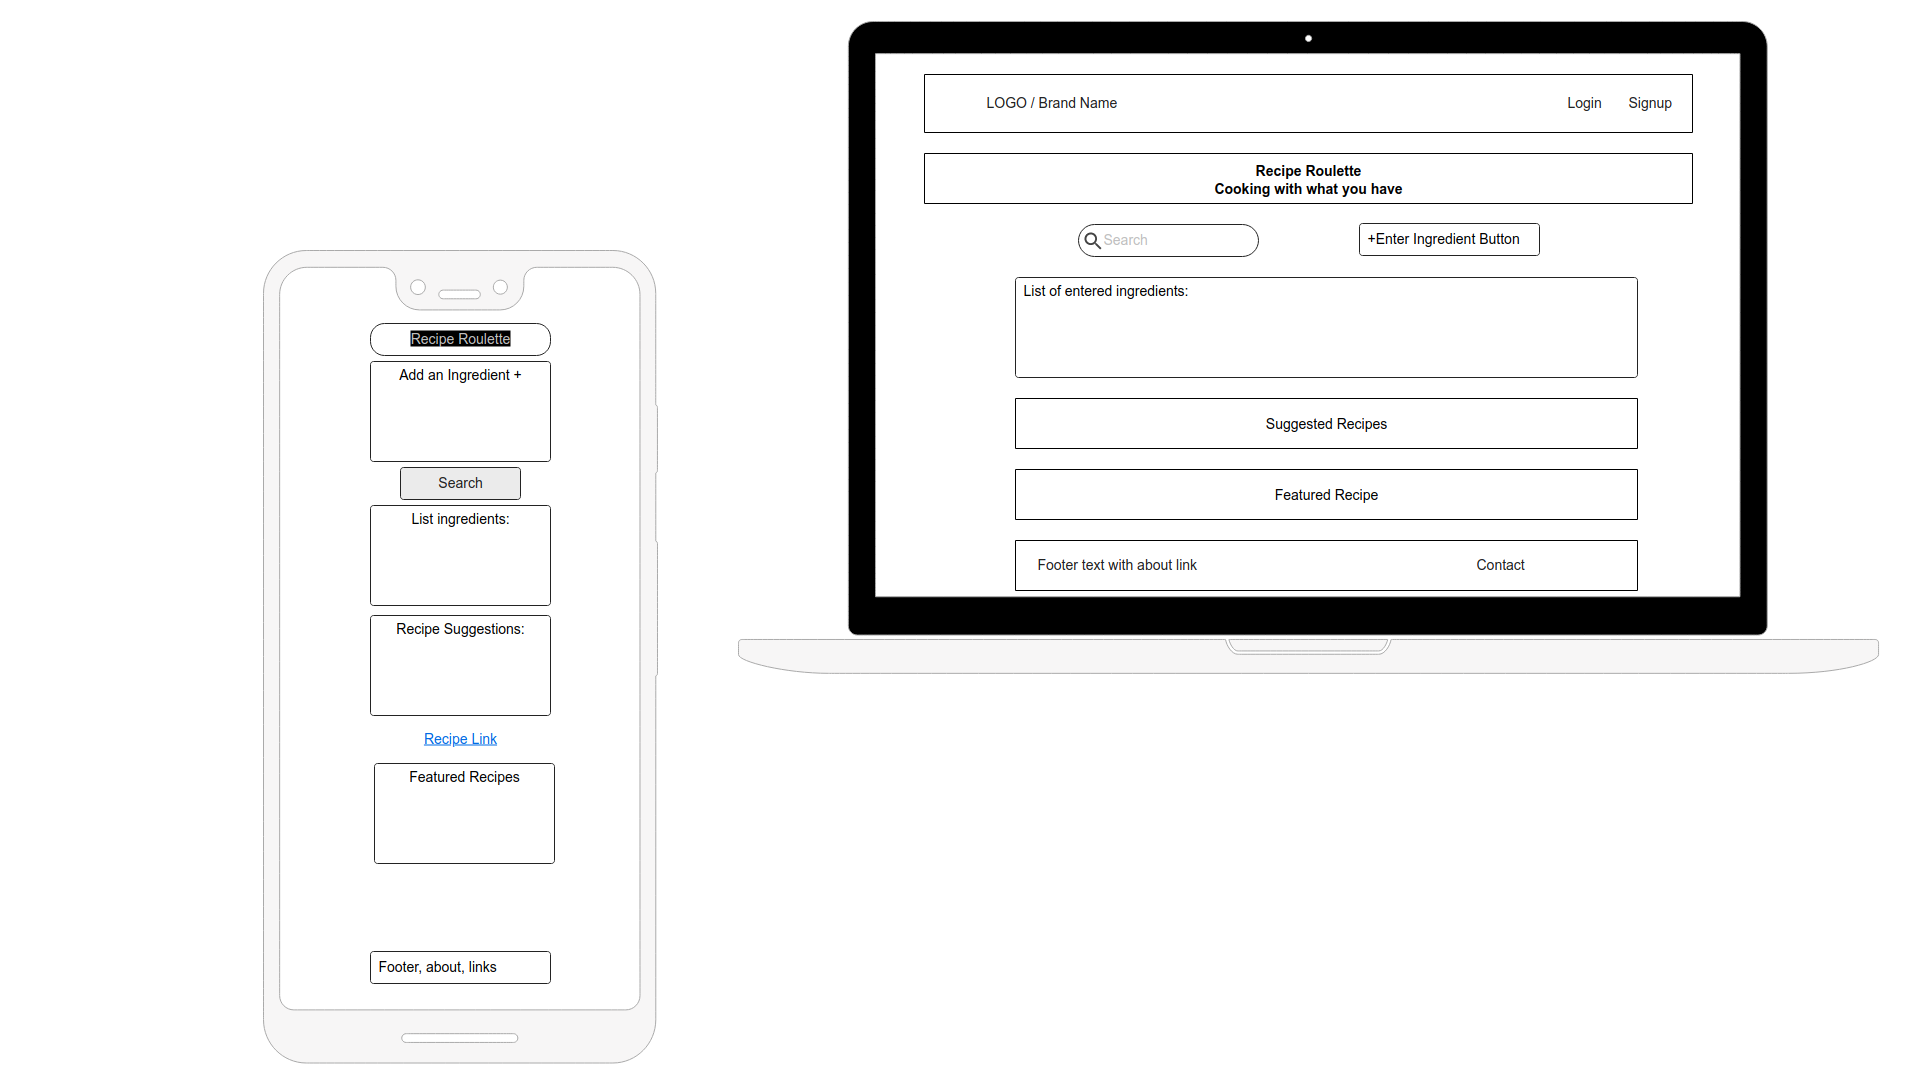 Recipe Roulette
Add an Ingredient +
Search
List ingredients:
Recipe Suggestions:
Recipe Link
Featured Recipes
Footer, about, links
LOGO / Brand Name
Login
Signup
Recipe Roulette
Cooking with what you have
Search
+Enter Ingredient Button
List of entered ingredients:
Suggested Recipes
Featured Recipe
Footer text with about link
Contact